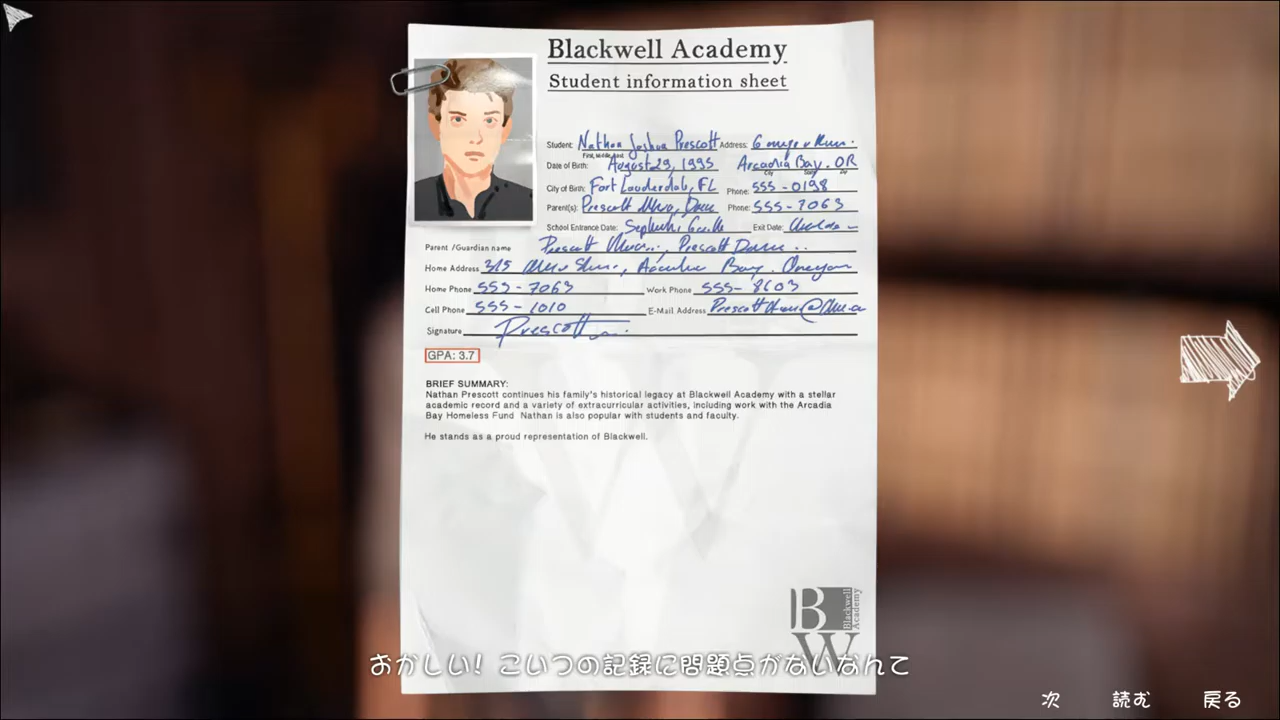 Blackwell Academy
Student information sheet
Student: Nathan Joshua Prescott Address:
First, Middle, Last
Date of Birth: August 29, 1995 Arcadia Bay. OR
City of Birth: Fort Lauderdale, FL Phone: 555-0198
Parent(s): Prescott Phone: 555-7063
School Entrance Date: Exit Date:
Parent /Guardian name Prescott Prescott
Home Address 315 Bay. Oregon
Home Phone 555-7063 Work Phone 555-8603
Cell Phone 555-1010 E-Mail Address
Signature Prescott
GPA: 3.7
BRIEF SUMMARY:
Nathan Prescott continues his family's historical legacy at Blackwell Academy with a stellar
academic record and a variety of extracurricular activities, including work with the Arcadia
Bay Homeless Fund Nathan is also popular with students and faculty.
He stands as a proud representation of Blackwell.
BW
Blackwell
Academy
おかしい! こいつの記録に問題点がないなんて
次 読む 戻る